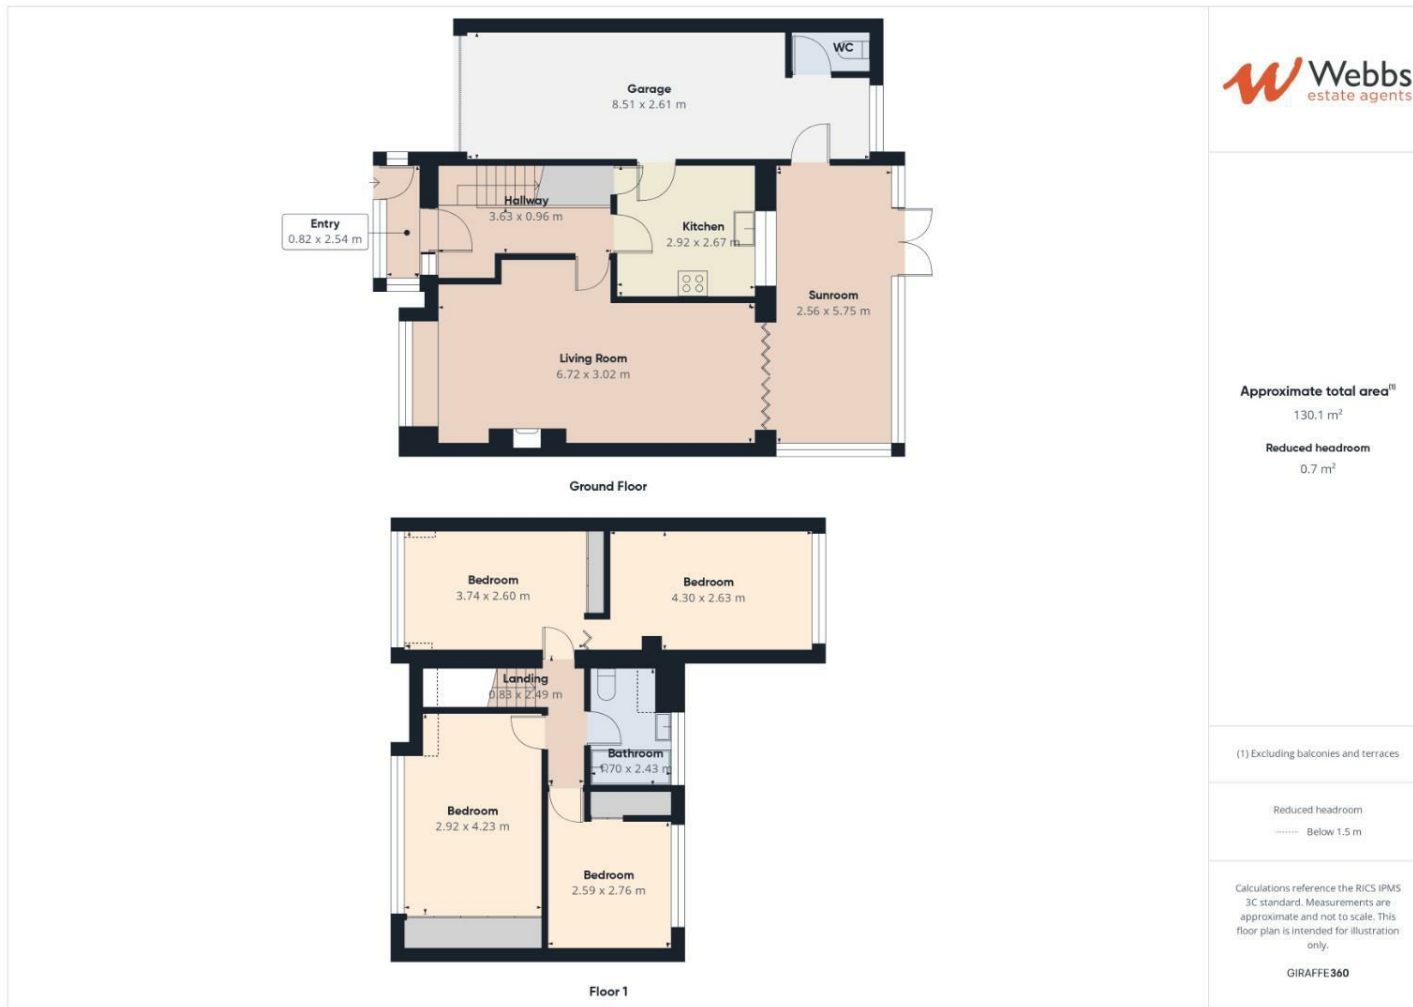 WC
Garage
8.51 x 2.61 m
Entry
0.82 x 2.54 m
Hallway
3.63 x 0.96 m
Kitchen
2.92 x 2.67 m
Sunroom
2.56 x 5.75 m
Living Room
6.72 x 3.02 m
Ground Floor
Bedroom
3.74 x 2.60 m
Bedroom
4.30 x 2.63 m
Landing
0.83 x 2.49 m
Bathroom
1.70 x 2.43 m
Bedroom
2.92 x 4.23 m
Bedroom
2.59 x 2.76 m
Floor 1
Webbs
estate agents
Approximate total area(1)
130.1 m²
Reduced headroom
0.7 m²
(1) Excluding balconies and terraces
Reduced headroom
Below 1.5 m
Calculations reference the RICS IPMS
3C standard. Measurements are
approximate and not to scale. This
floor plan is intended for illustration
only.
GIRAFFE360